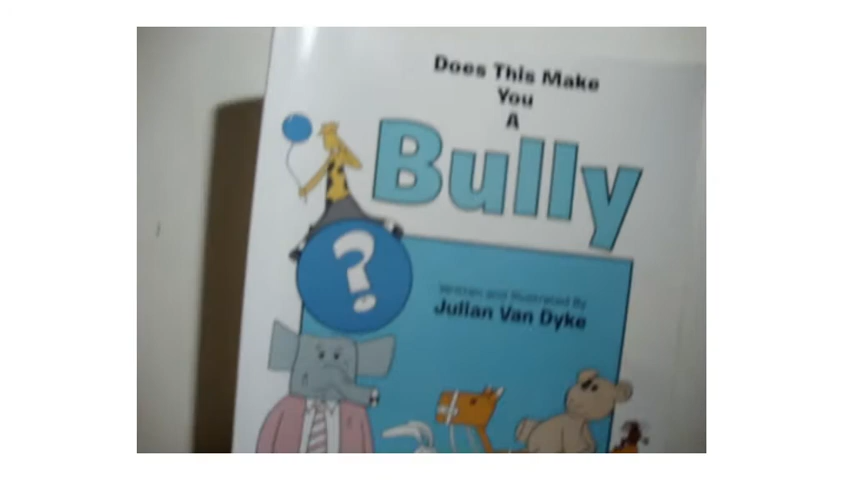 Does This Make
You
A
Bully
?
Written and Illustrated By
Julian Van Dyke